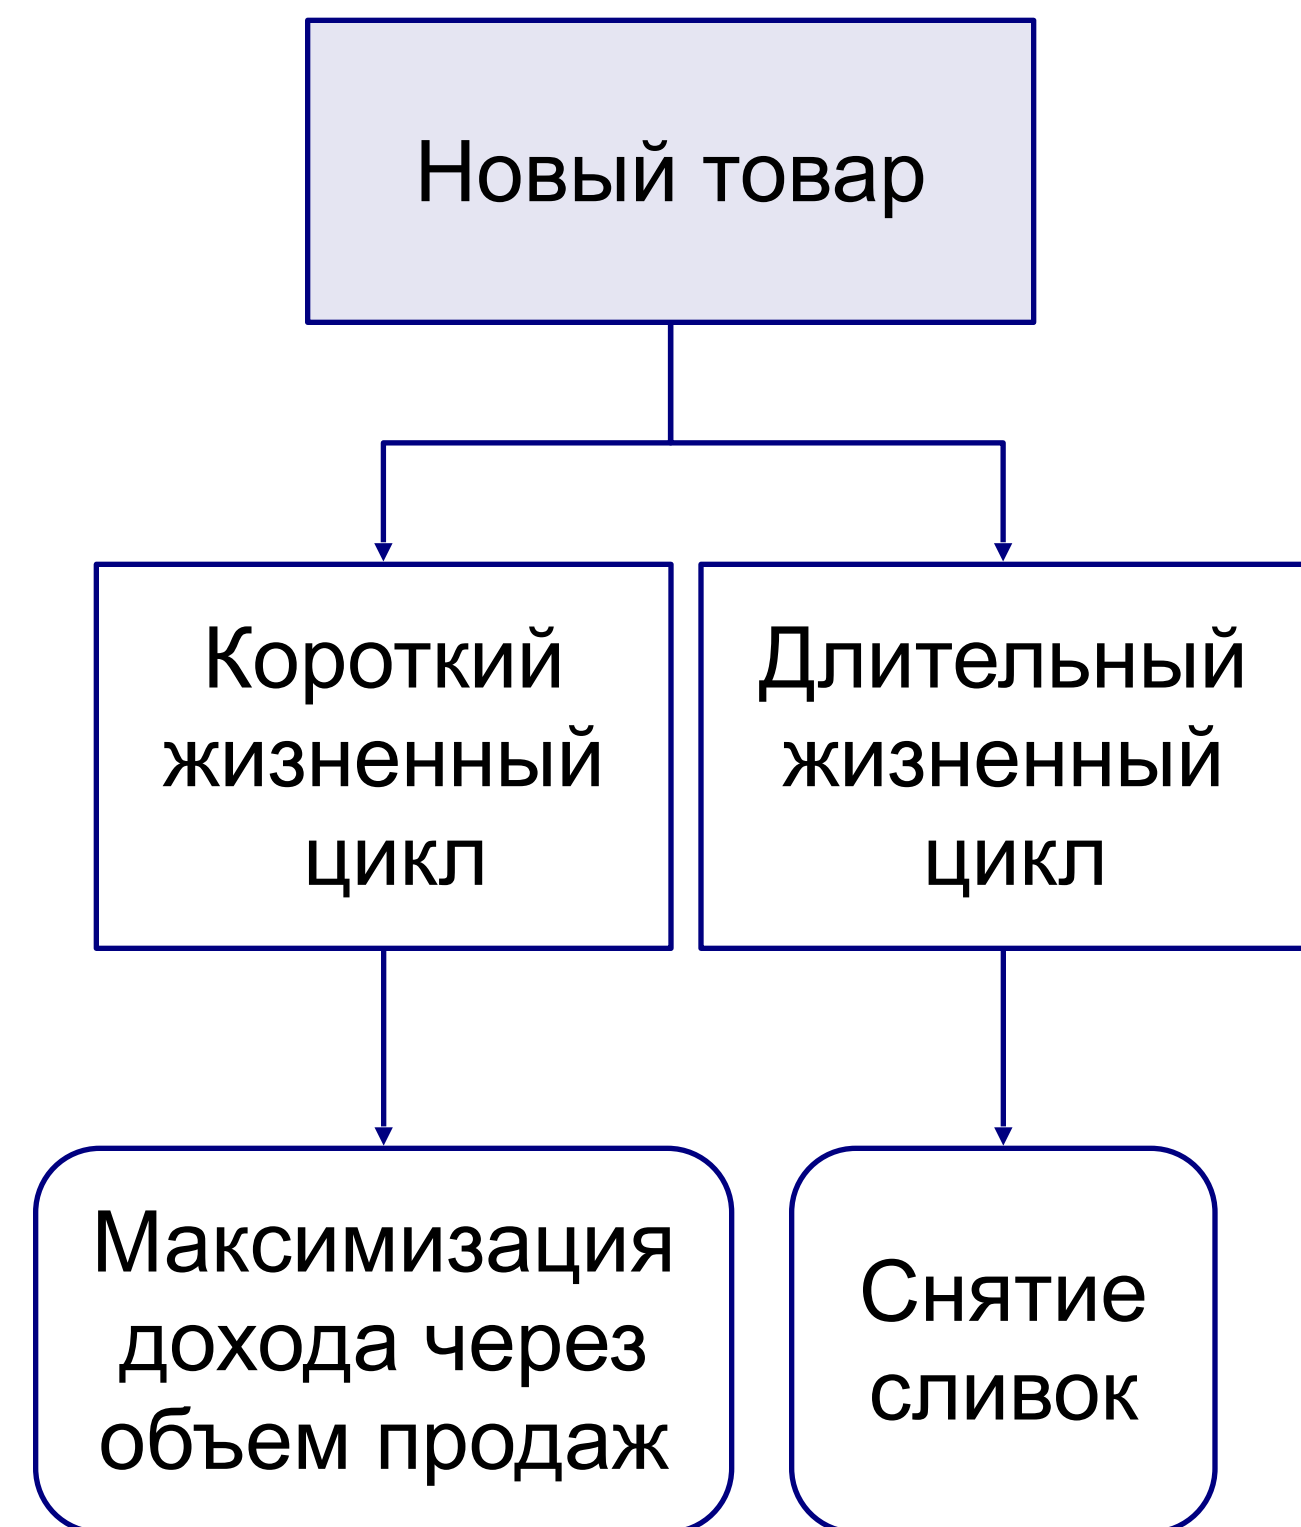 Новый товар
Короткий
жизненный
цикл
Длительный
жизненный
цикл
Максимизация
дохода через
объем продаж
Снятие
сливок